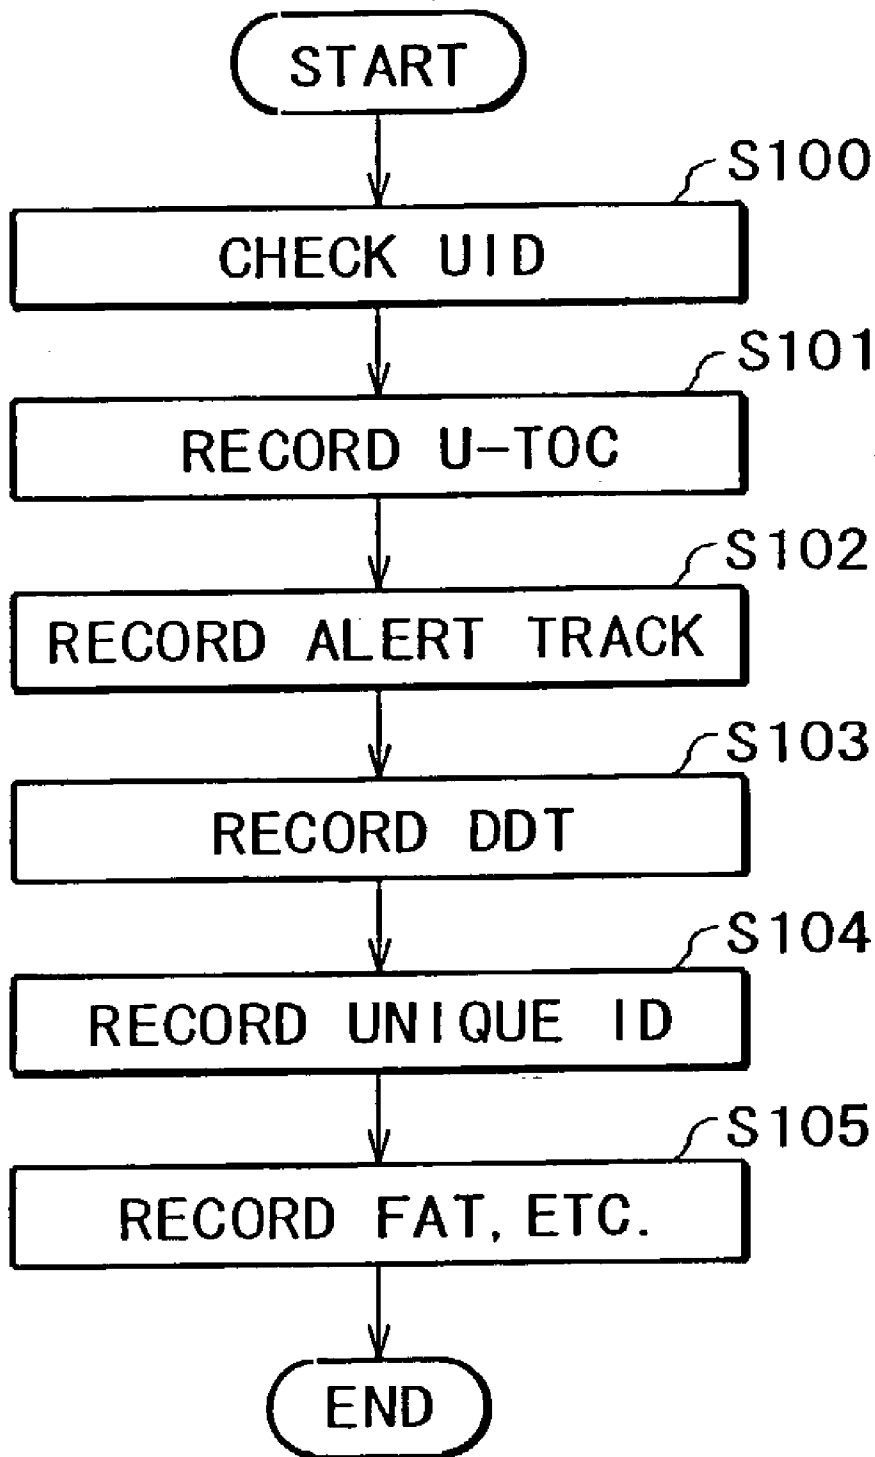 START
S100
CHECK UID
S101
RECORD U-TOC
S102
RECORD ALERT TRACK
S103
RECORD DDT
S104
RECORD UNIQUE ID
S105
RECORD FAT, ETC.
END